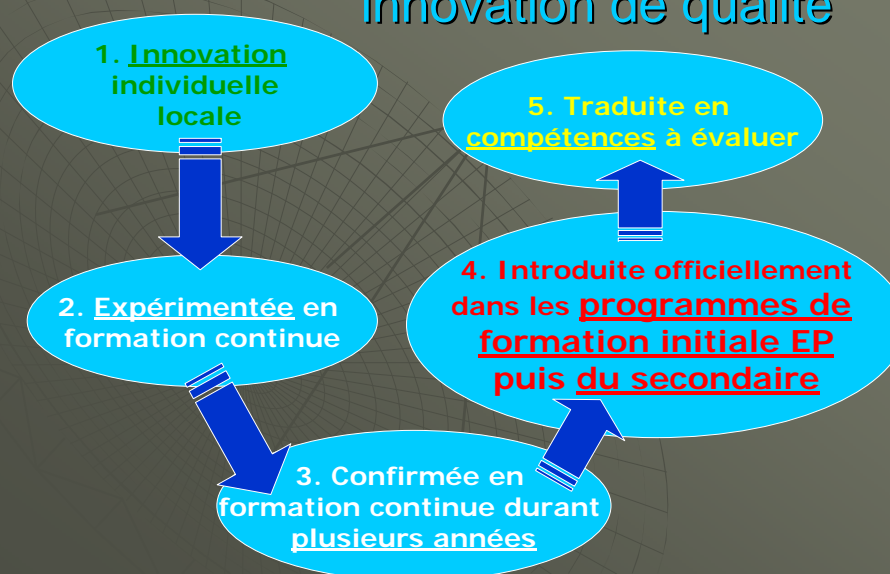 innovation de qualité
1. Innovation
individuelle
locale
2. Expérimentée en
formation continue
3. Confirmée en
formation continue durant
plusieurs années
4. Introduite officiellement
dans les programmes de
formation initiale EP
puis du secondaire
5. Traduite en
compétences à évaluer